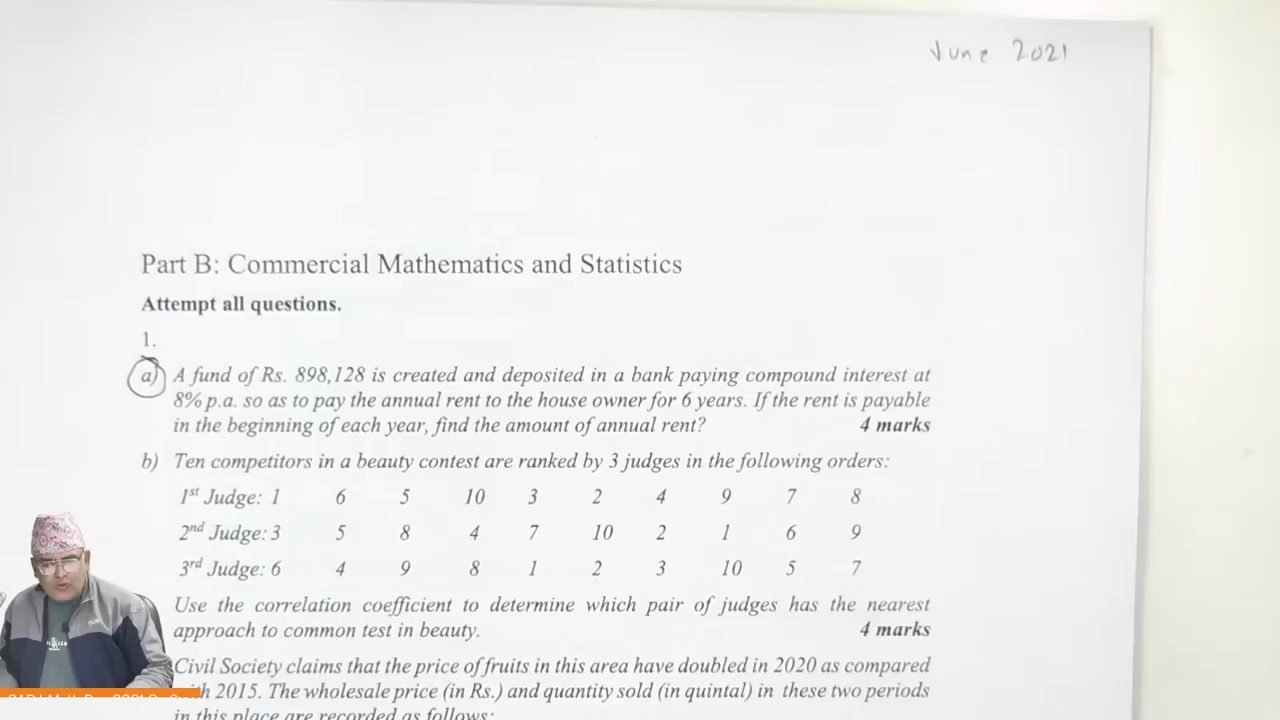 June 2021
Part B: Commercial Mathematics and Statistics
Attempt all questions.
1.
a) A fund of Rs. 898,128 is created and deposited in a bank paying compound interest at
8% p.a. so as to pay the annual rent to the house owner for 6 years. If the rent is payable
in the beginning of each year, find the amount of annual rent? 4 marks
b) Ten competitors in a beauty contest are ranked by 3 judges in the following orders:
1st Judge: 1 6 5 10 3 2 4 9 7 8
2nd Judge: 3 5 8 4 7 10 2 1 6 9
3rd Judge: 6 4 9 8 1 2 3 10 5 7
Use the correlation coefficient to determine which pair of judges has the nearest
approach to common test in beauty. 4 marks
Civil Society claims that the price of fruits in this area have doubled in 2020 as compared
2015. The wholesale price (in Rs.) and quantity sold (in quintal) in these two periods
in this place are recorded as follows: